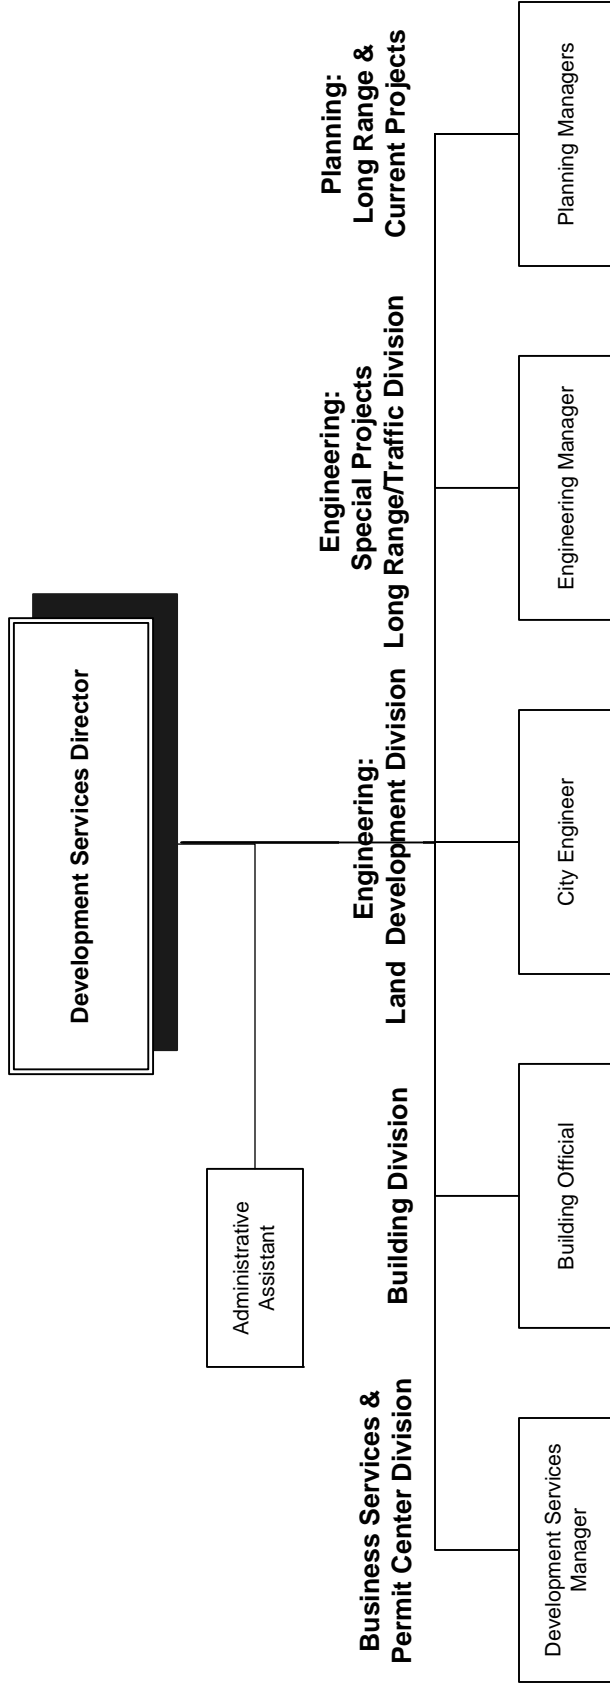 Development Services Director
Administrative
Assistant
Business Services &
Permit Center Division
Building Division
Engineering:
Land Development Division
Engineering:
Special Projects
Long Range/Traffic Division
Planning:
Long Range &
Current Projects
Development Services
Manager
Building Official
City Engineer
Engineering Manager
Planning Managers